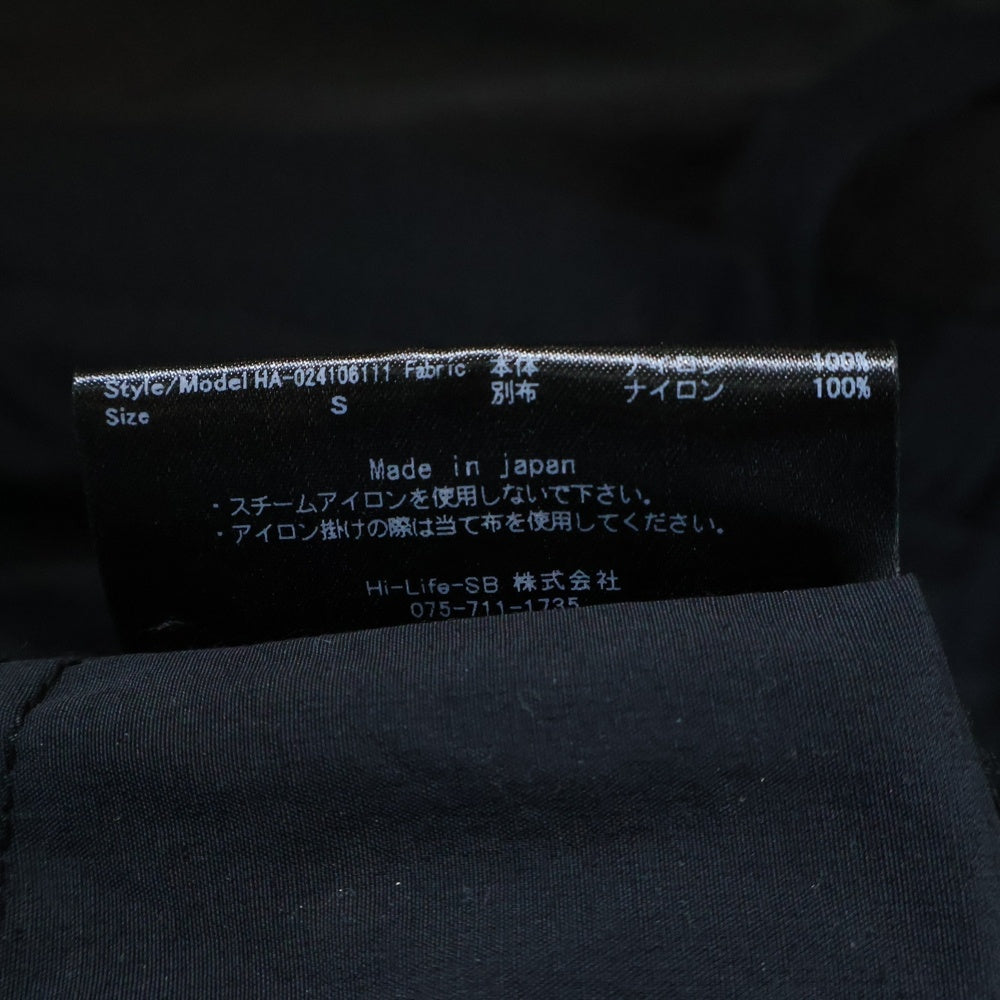 Style/Model HA-024106111 Fabric 本体 ナイロン 100%
Size S 別布 ナイロン 100%
Made in japan
・スチームアイロンを使用しないで下さい。
・アイロン掛けの際は当て布を使用してください。
Hi-Life-SB 株式会社
075-711-1735